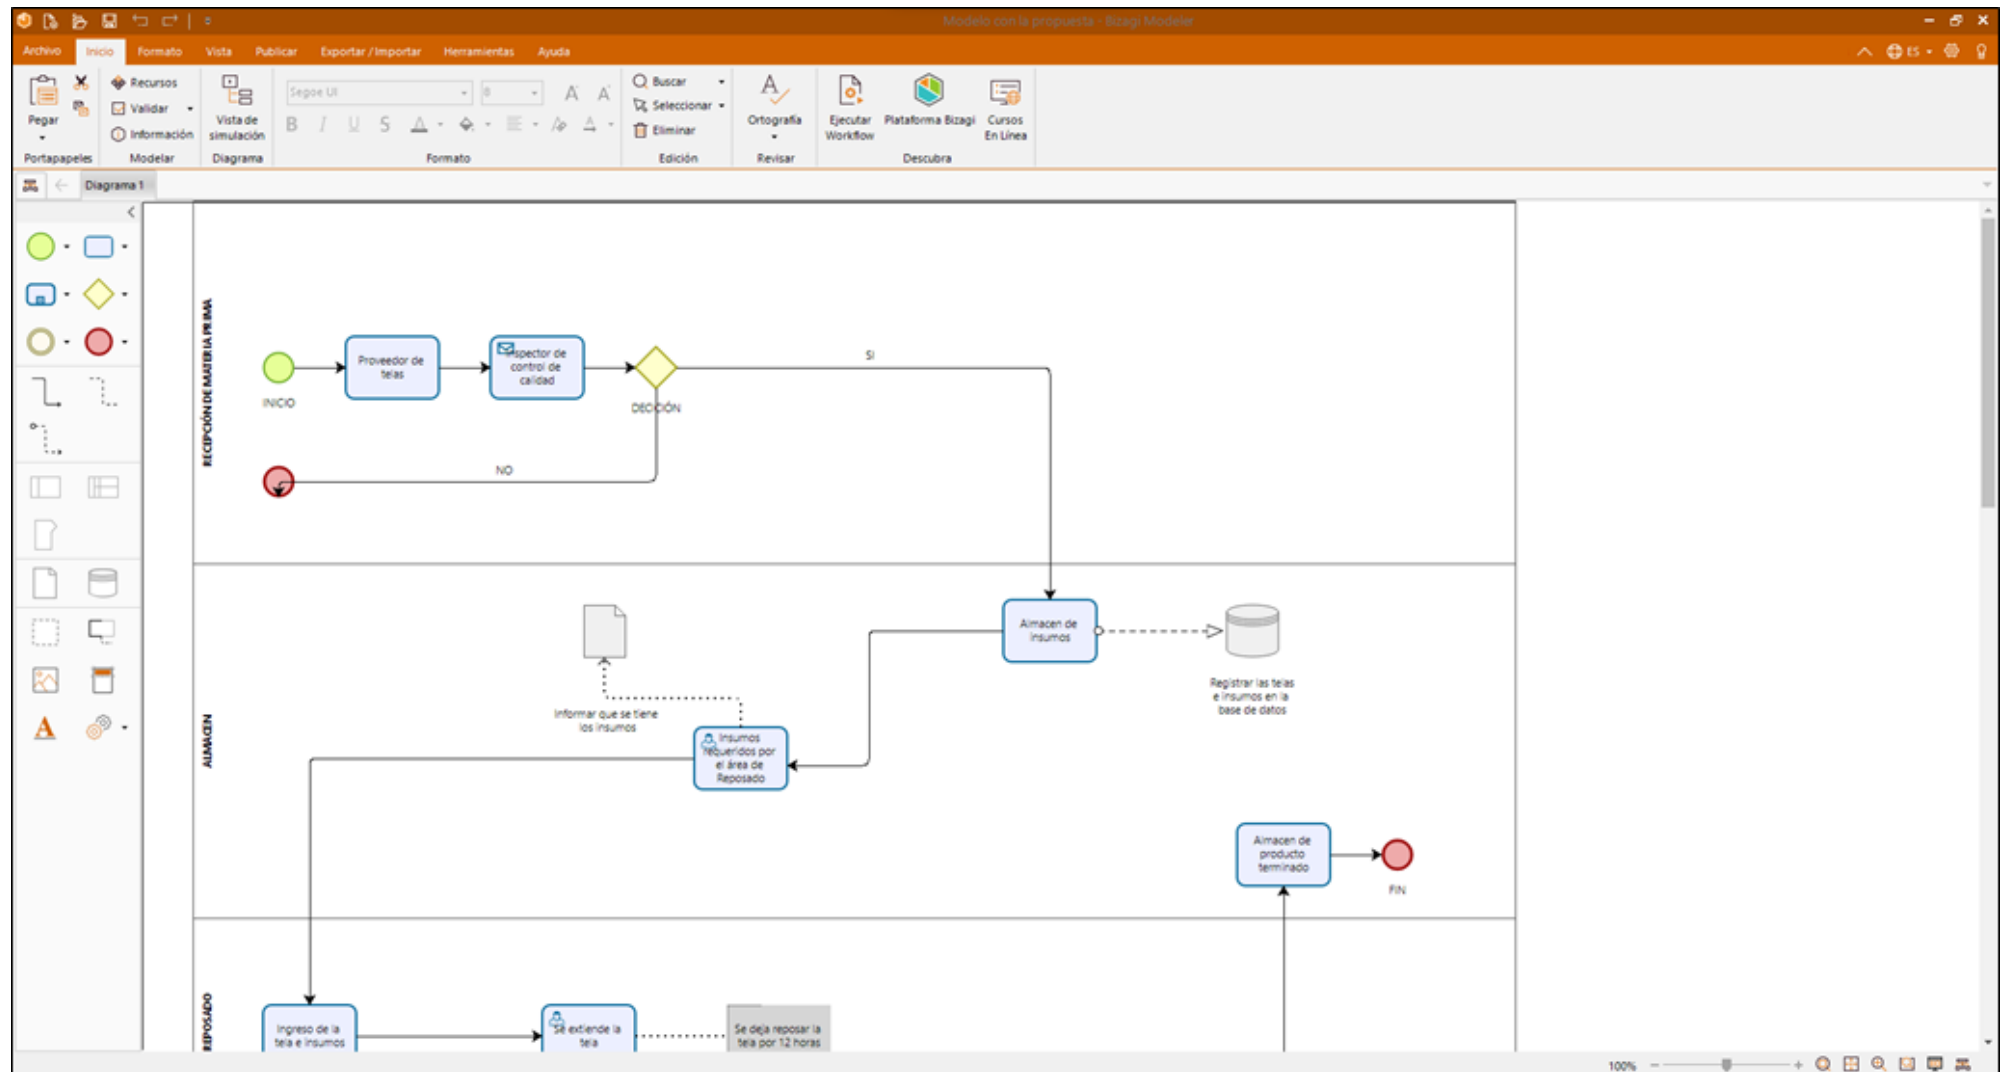 Modelo con la propuesta - Bizagi Modeler
Archivo Inicio Formato Vista Publicar Exportar / Importar Herramientas Ayuda ES
Pegar
Portapapeles
Recursos
Validar
Información
Modelar
Vista de
simulación
Diagrama
Segoe UI 8
B I U S A
Formato
Buscar
Seleccionar
Eliminar
Edición
Ortografía
Revisar
Ejecutar
Workflow
Plataforma Bizagi
Cursos
En Línea
Descubra
Diagrama 1
RECEPCIÓN DE MATERIA PRIMA
INICIO
Proveedor de
telas
Inspector de
control de
calidad
DECICIÓN
SI
NO
ALMACEN
Almacen de
insumos
Registrar las telas
e insumos en la
base de datos
Informar que se tiene
los insumos
Insumos
requeridos por
el área de
Reposado
Almacen de
producto
terminado
FIN
REPOSADO
Ingreso de la
tela e insumos
Se extiende la
tela
Se deja reposar la
tela por 12 horas
100%